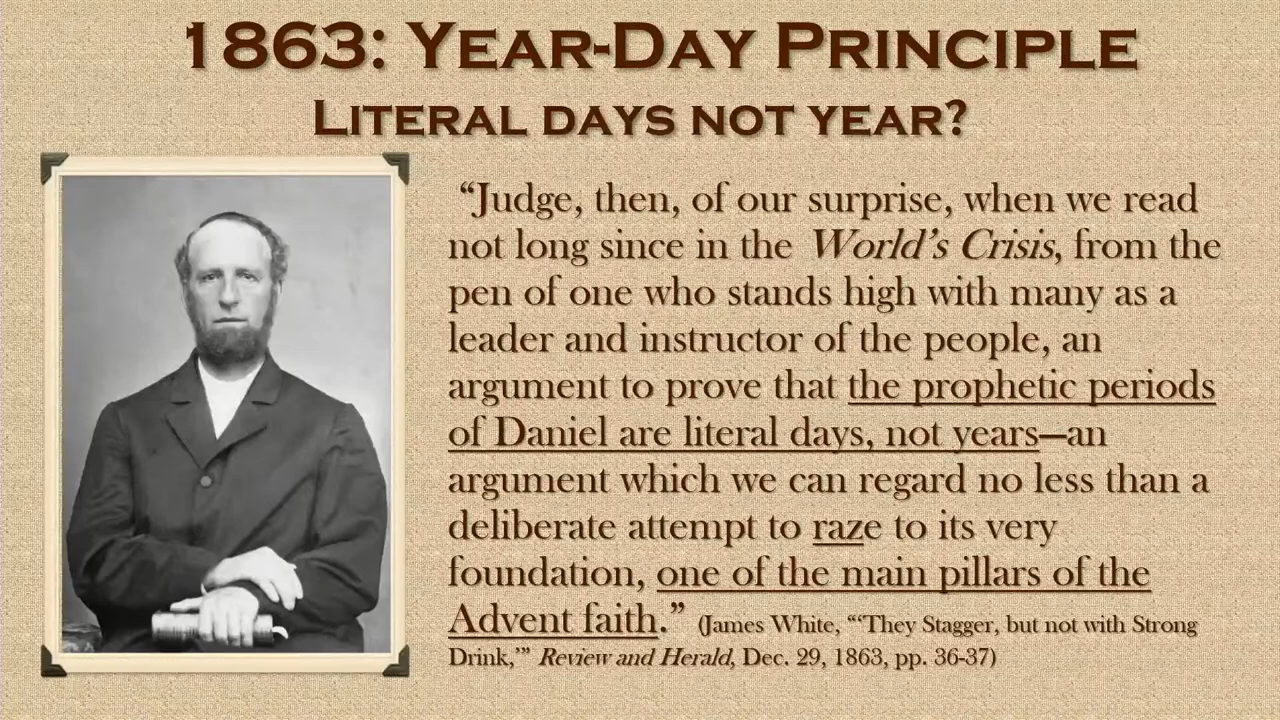 1863: Year-Day Principle
Literal days not year?
“Judge, then, of our surprise, when we read
not long since in the World’s Crisis, from the
pen of one who stands high with many as a
leader and instructor of the people, an
argument to prove that the prophetic periods
of Daniel are literal days, not years—an
argument which we can regard no less than a
deliberate attempt to raze to its very
foundation, one of the main pillars of the
Advent faith.” (James White, “‘They Stagger, but not with Strong
Drink,’” Review and Herald, Dec. 29, 1863, pp. 36-37)